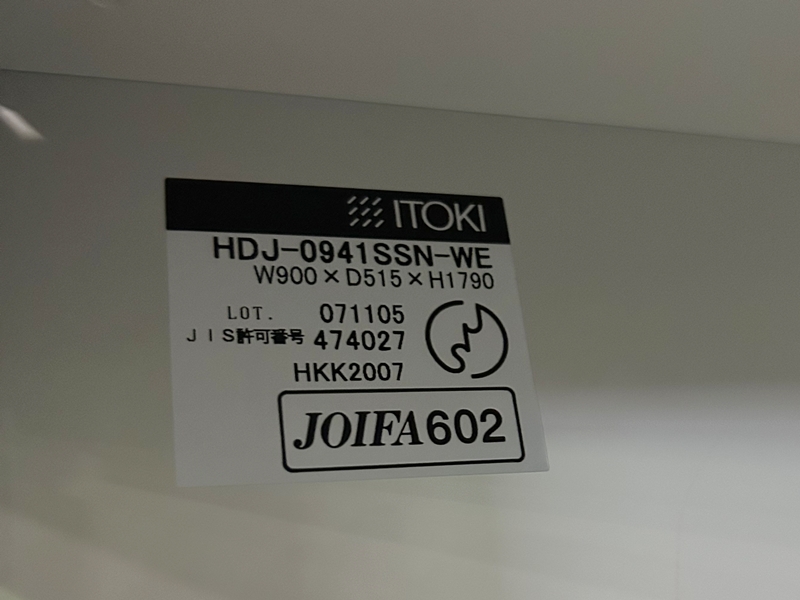 ITOKI
HDJ-0941SSN-WE
W900×D515×H1790
LOT. 071105
JIS許可番号 474027
HKK2007
JOIFA602